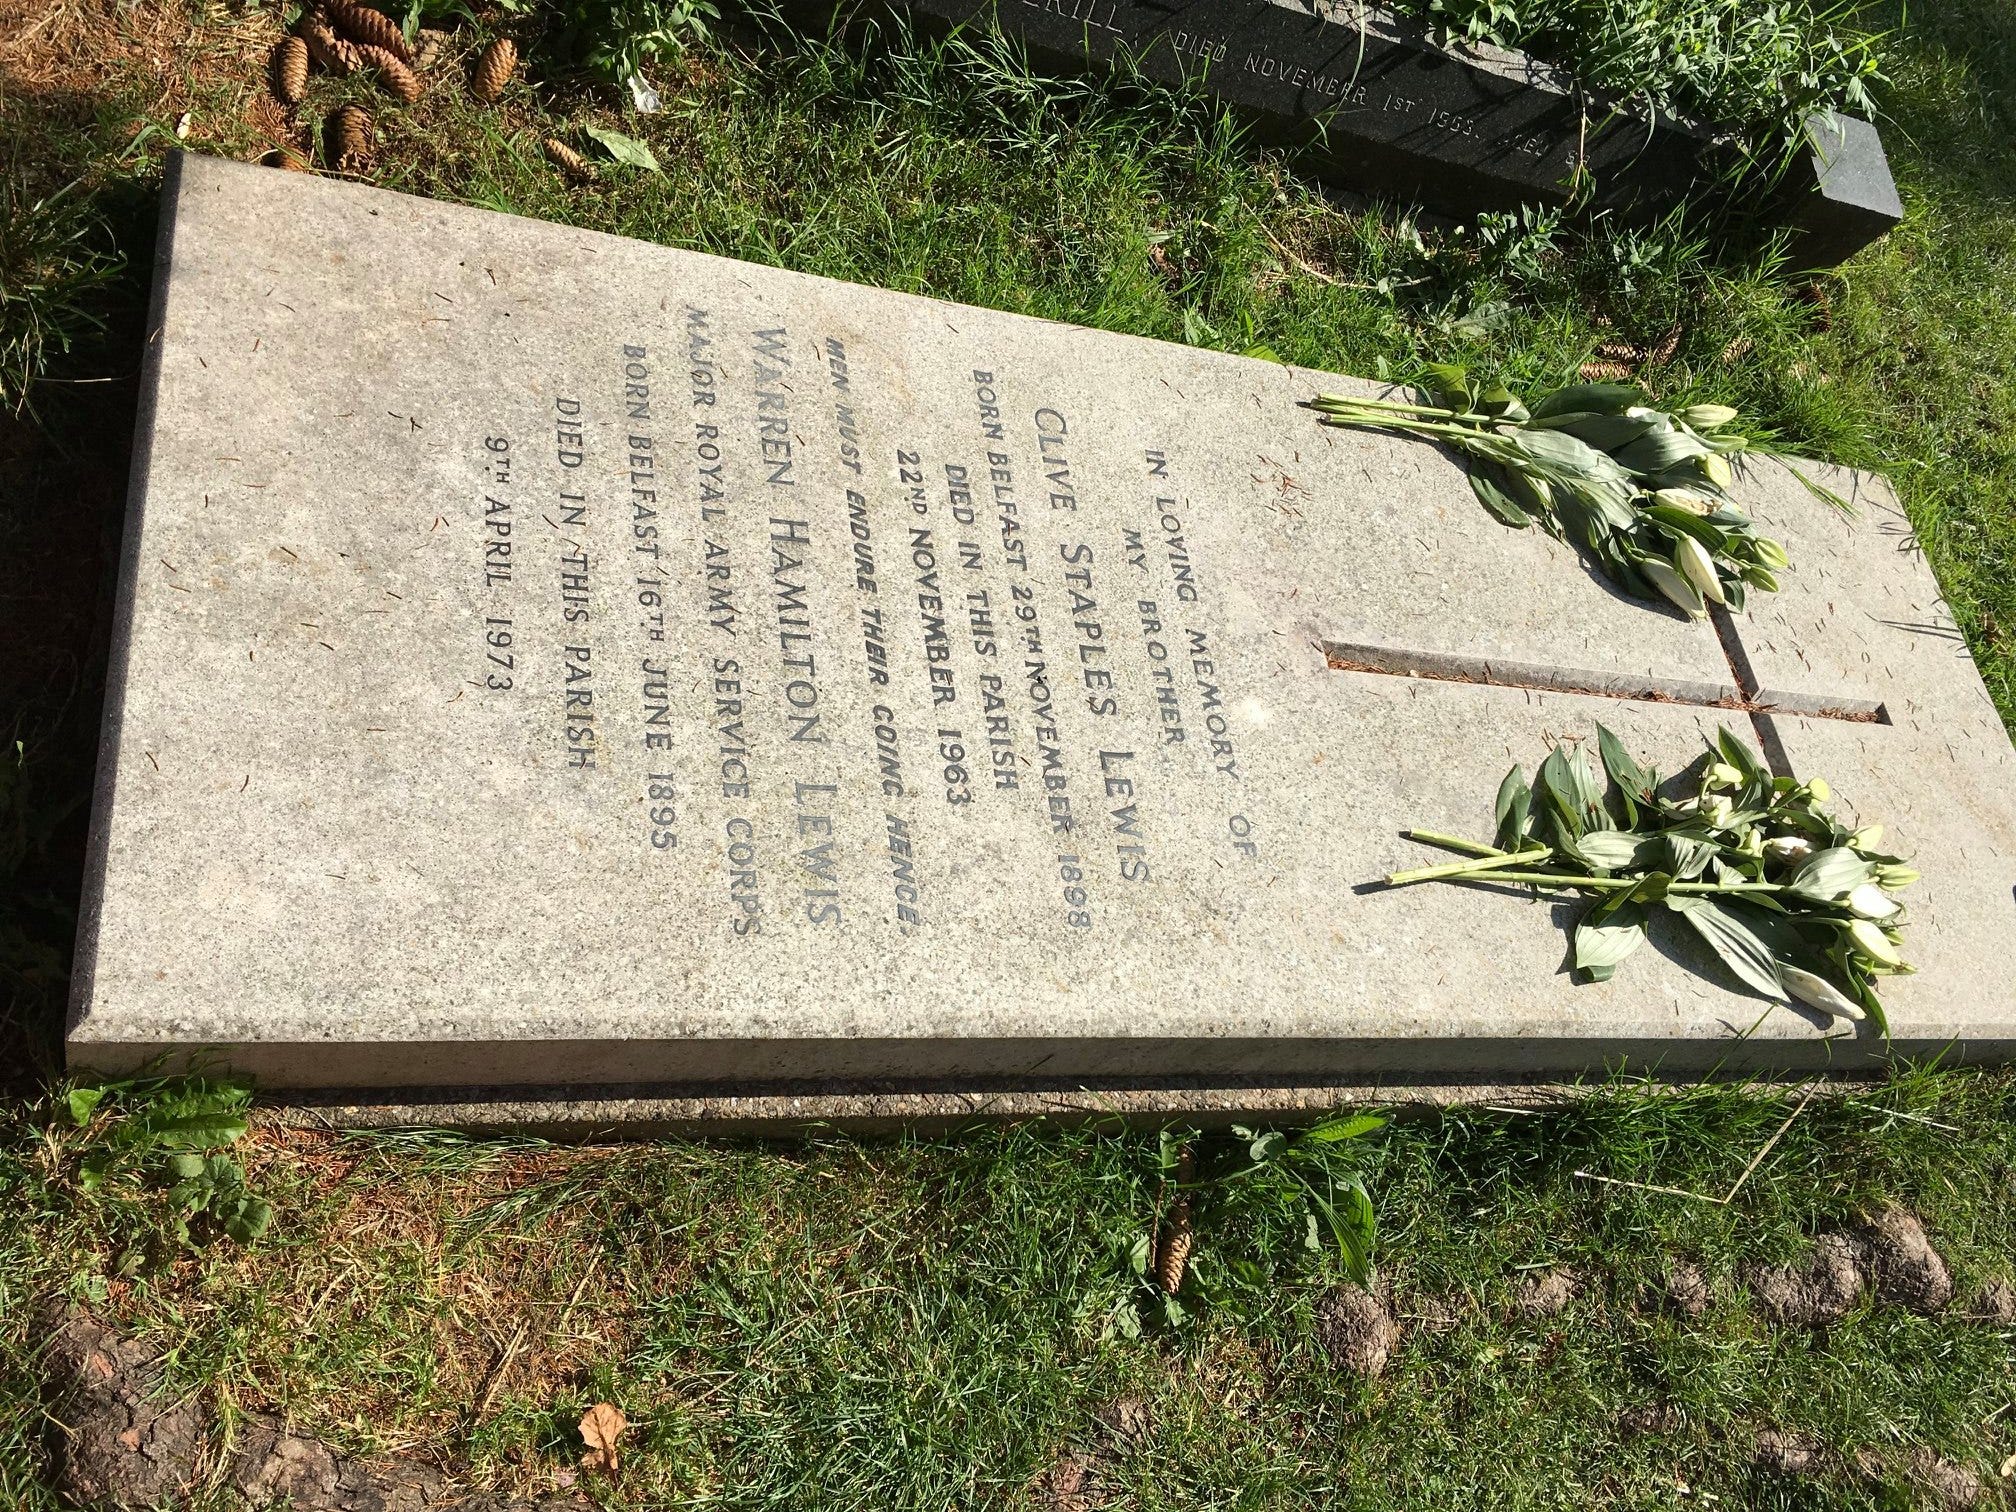 IN LOVING MEMORY OF
MY BROTHER
CLIVE STAPLES LEWIS
BORN BELFAST 29TH NOVEMBER 1898
DIED IN THIS PARISH
22ND NOVEMBER 1963
MEN MUST ENDURE THEIR GOING HENCE.
WARREN HAMILTON LEWIS
MAJOR ROYAL ARMY SERVICE CORPS
BORN BELFAST 16TH JUNE 1895
DIED IN THIS PARISH
9TH APRIL 1973
DIED NOVEMBER 1ST